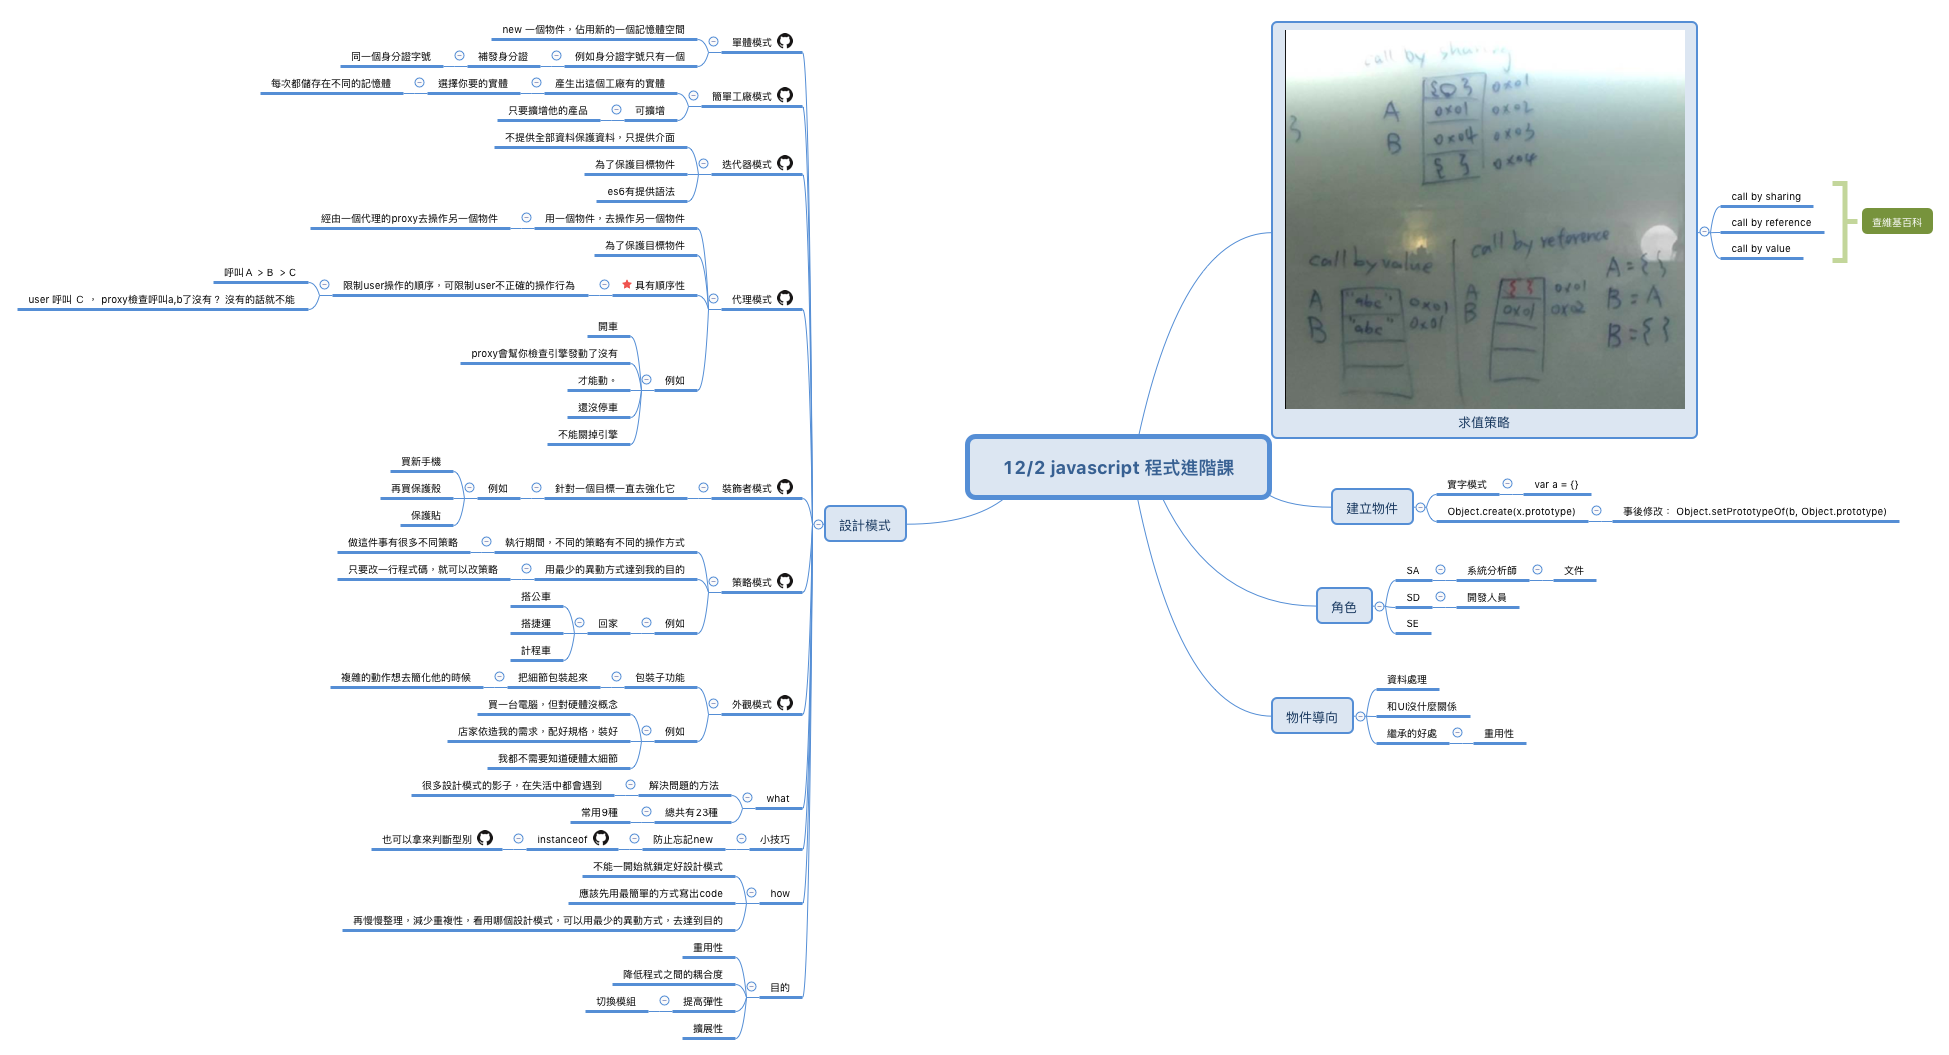 12/2 javascript 程式進階課
call by sharing
{ } 0x01
A 0x01 0x02
B 0x04 0x03
{ } 0x04
call by value
A "abc" 0x01
B "abc" 0x01
call by reference
A { } 0x01
B 0x01 0x02
A = { }
B = A
B = { }
求值策略
call by sharing
call by reference
call by value
查維基百科
建立物件
實字模式
var a = {}
Object.create(x.prototype)
事後修改： Object.setPrototypeOf(b, Object.prototype)
角色
SA
系統分析師
文件
SD
開發人員
SE
物件導向
資料處理
和UI沒什麼關係
繼承的好處
重用性
設計模式
單體模式
new 一個物件，佔用新的一個記憶體空間
例如身分證字號只有一個
補發身分證
同一個身分證字號
簡單工廠模式
產生出這個工廠有的實體
選擇你要的實體
每次都儲存在不同的記憶體
可擴增
只要擴增他的產品
迭代器模式
不提供全部資料保護資料，只提供介面
為了保護目標物件
es6有提供語法
代理模式
用一個物件，去操作另一個物件
經由一個代理的proxy去操作另一個物件
為了保護目標物件
具有順序性
限制user操作的順序，可限制user不正確的操作行為
呼叫A > B > C
user 呼叫 C ， proxy檢查呼叫a,b了沒有？ 沒有的話就不能
例如
開車
proxy會幫你檢查引擎發動了沒有
才能動。
還沒停車
不能關掉引擎
裝飾者模式
針對一個目標一直去強化它
例如
買新手機
再買保護殼
保護貼
策略模式
執行期間，不同的策略有不同的操作方式
做這件事有很多不同策略
用最少的異動方式達到我的目的
只要改一行程式碼，就可以改策略
例如
回家
搭公車
搭捷運
計程車
外觀模式
包裝子功能
把細節包裝起來
複雜的動作想去簡化他的時候
例如
買一台電腦，但對硬體沒概念
店家依造我的需求，配好規格，裝好
我都不需要知道硬體太細節
what
解決問題的方法
很多設計模式的影子，在失活中都會遇到
總共有23種
常用9種
小技巧
防止忘記new
instanceof
也可以拿來判斷型別
how
不能一開始就鎖定好設計模式
應該先用最簡單的方式寫出code
再慢慢整理，減少重複性，看用哪個設計模式，可以用最少的異動方式，去達到目的
目的
重用性
降低程式之間的耦合度
提高彈性
切換模組
擴展性